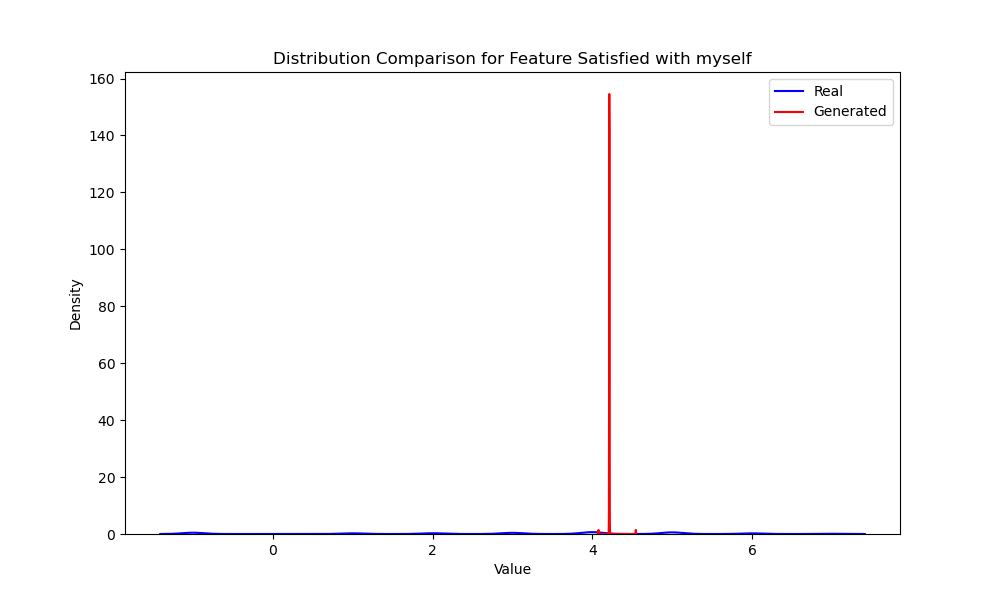 Distribution Comparison for Feature Satisfied with myself
Real
Generated
160
140
120
100
80
60
40
20
0
Density
0
2
4
6
Value